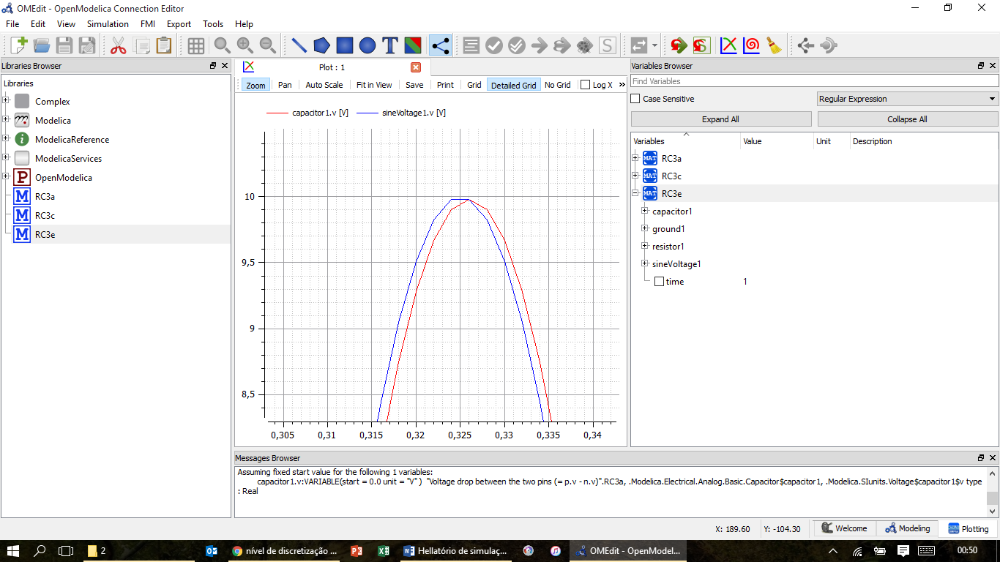 OMEdit - OpenModelica Connection Editor
File Edit View Simulation FMI Export Tools Help
T S S
Libraries Browser
Libraries
Complex
Modelica
i ModelicaReference
ModelicaServices
P OpenModelica
M RC3a
M RC3c
M RC3e
Plot : 1
Zoom Pan Auto Scale Fit in View Save Print Grid Detailed Grid No Grid Log X »
capacitor1.v [V] sineVoltage1.v [V]
10
9,5
9
8,5
0,305 0,31 0,315 0,32 0,325 0,33 0,335 0,34
Variables Browser
Find Variables
Case Sensitive Regular Expression
Expand All Collapse All
Variables Value Unit Description
MAT RC3a
MAT RC3c
MAT RC3e
capacitor1
ground1
resistor1
sineVoltage1
time 1
Messages Browser
Assuming fixed start value for the following 1 variables:
capacitor1.v:VARIABLE(start = 0.0 unit = "V" ) "Voltage drop between the two pins (= p.v - n.v)".RC3a, .Modelica.Electrical.Analog.Basic.Capacitor$capacitor1, .Modelica.SIunits.Voltage$capacitor1$v type
: Real
X: 189.60 Y: -104.30 Welcome Modeling Plotting
2 nível de discretização ... Hellatório de simulaç... OMEdit - OpenModel... 00:50